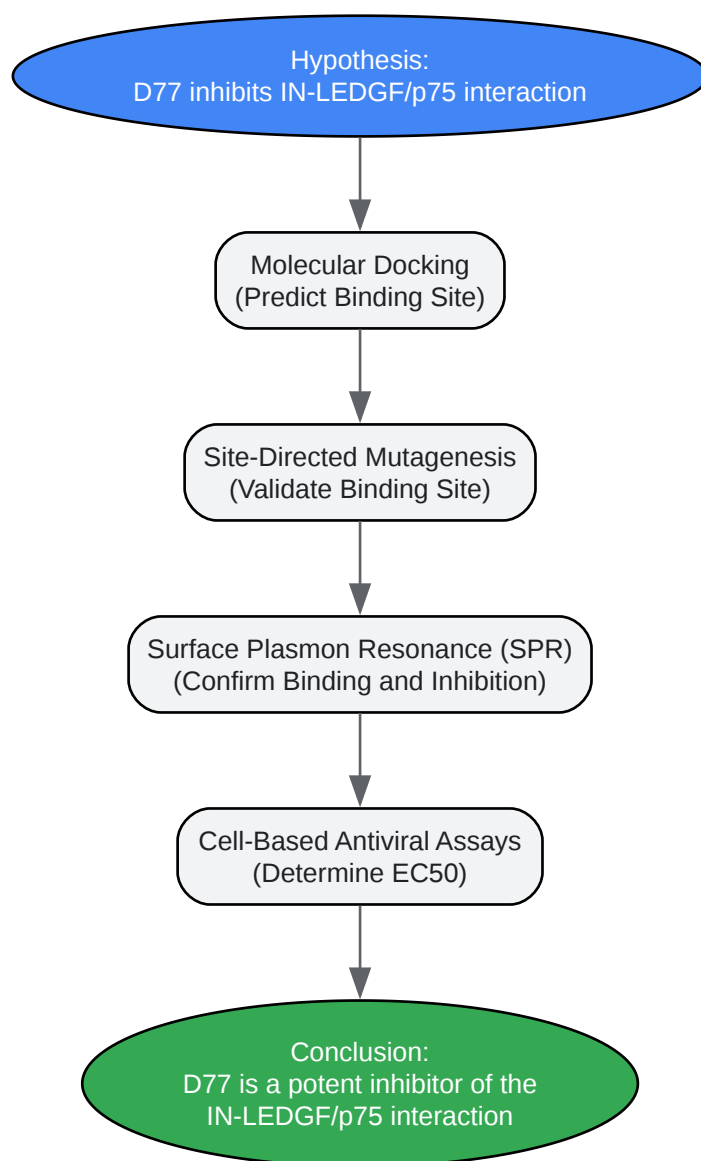 Hypothesis:
D77 inhibits IN-LEDGF/p75 interaction
Molecular Docking
(Predict Binding Site)
Site-Directed Mutagenesis
(Validate Binding Site)
Surface Plasmon Resonance (SPR)
(Confirm Binding and Inhibition)
Cell-Based Antiviral Assays
(Determine EC50)
Conclusion:
D77 is a potent inhibitor of the
IN-LEDGF/p75 interaction